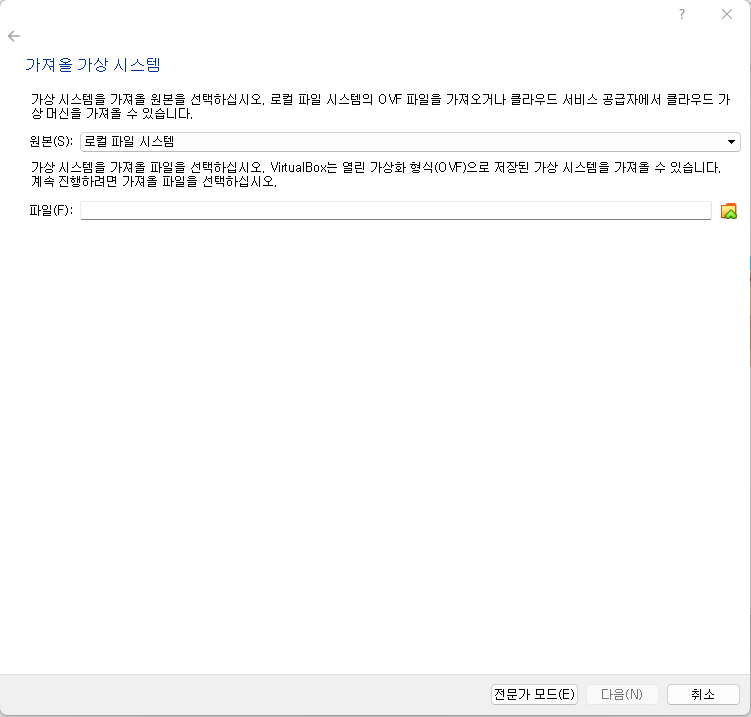 ?
가져올 가상 시스템
가상 시스템을 가져올 원본을 선택하십시오. 로컬 파일 시스템의 OVF 파일을 가져오거나 클라우드 서비스 공급자에서 클라우드 가
상 머신을 가져올 수 있습니다.
원본(S): 로컬 파일 시스템
가상 시스템을 가져올 파일을 선택하십시오. VirtualBox는 열린 가상화 형식(OVF)으로 저장된 가상 시스템을 가져올 수 있습니다.
계속 진행하려면 가져올 파일을 선택하십시오.
파일(F):
전문가 모드(E) 다음(N) 취소